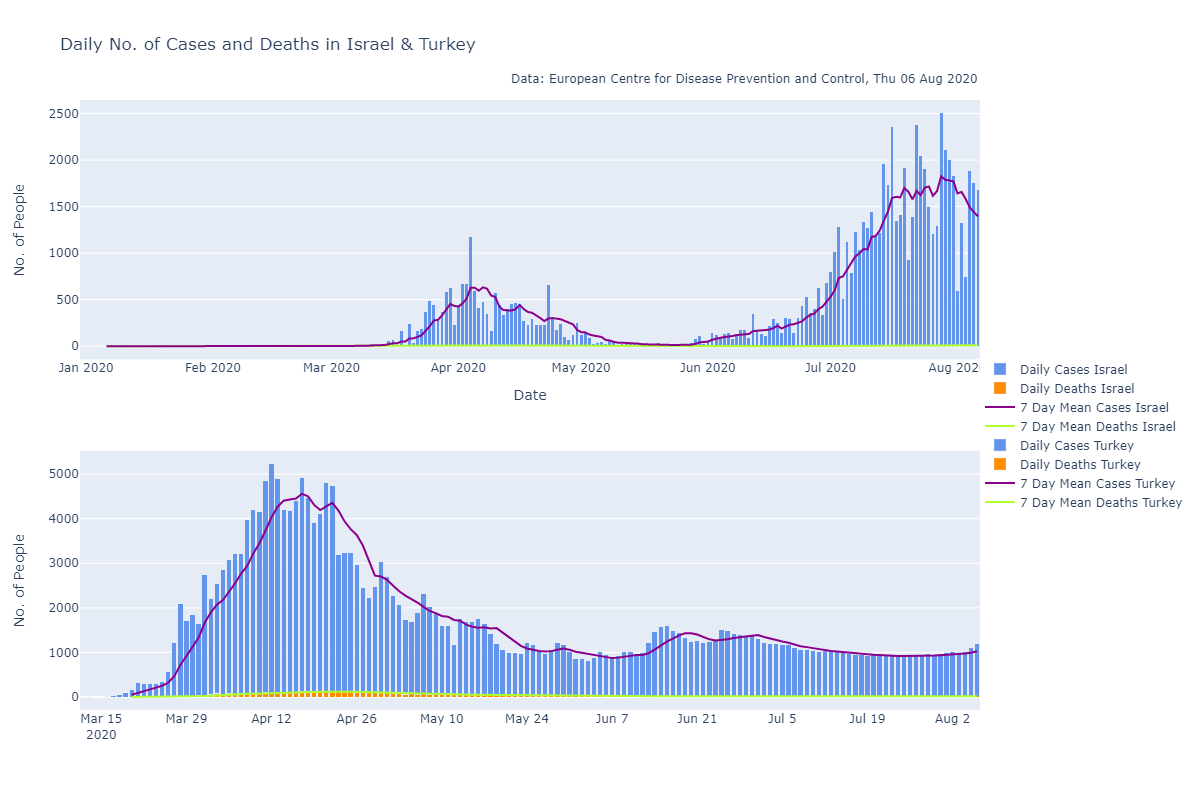 Daily No. of Cases and Deaths in Israel & Turkey
Data: European Centre for Disease Prevention and Control, Thu 06 Aug 2020
No. of People
2500
2000
1500
1000
500
0
Jan 2020 Feb 2020 Mar 2020 Apr 2020 May 2020 Jun 2020 Jul 2020 Aug 2020
Date
Daily Cases Israel
Daily Deaths Israel
7 Day Mean Cases Israel
7 Day Mean Deaths Israel
Daily Cases Turkey
Daily Deaths Turkey
7 Day Mean Cases Turkey
7 Day Mean Deaths Turkey
No. of People
5000
4000
3000
2000
1000
0
Mar 15 Mar 29 Apr 12 Apr 26 May 10 May 24 Jun 7 Jun 21 Jul 5 Jul 19 Aug 2
2020